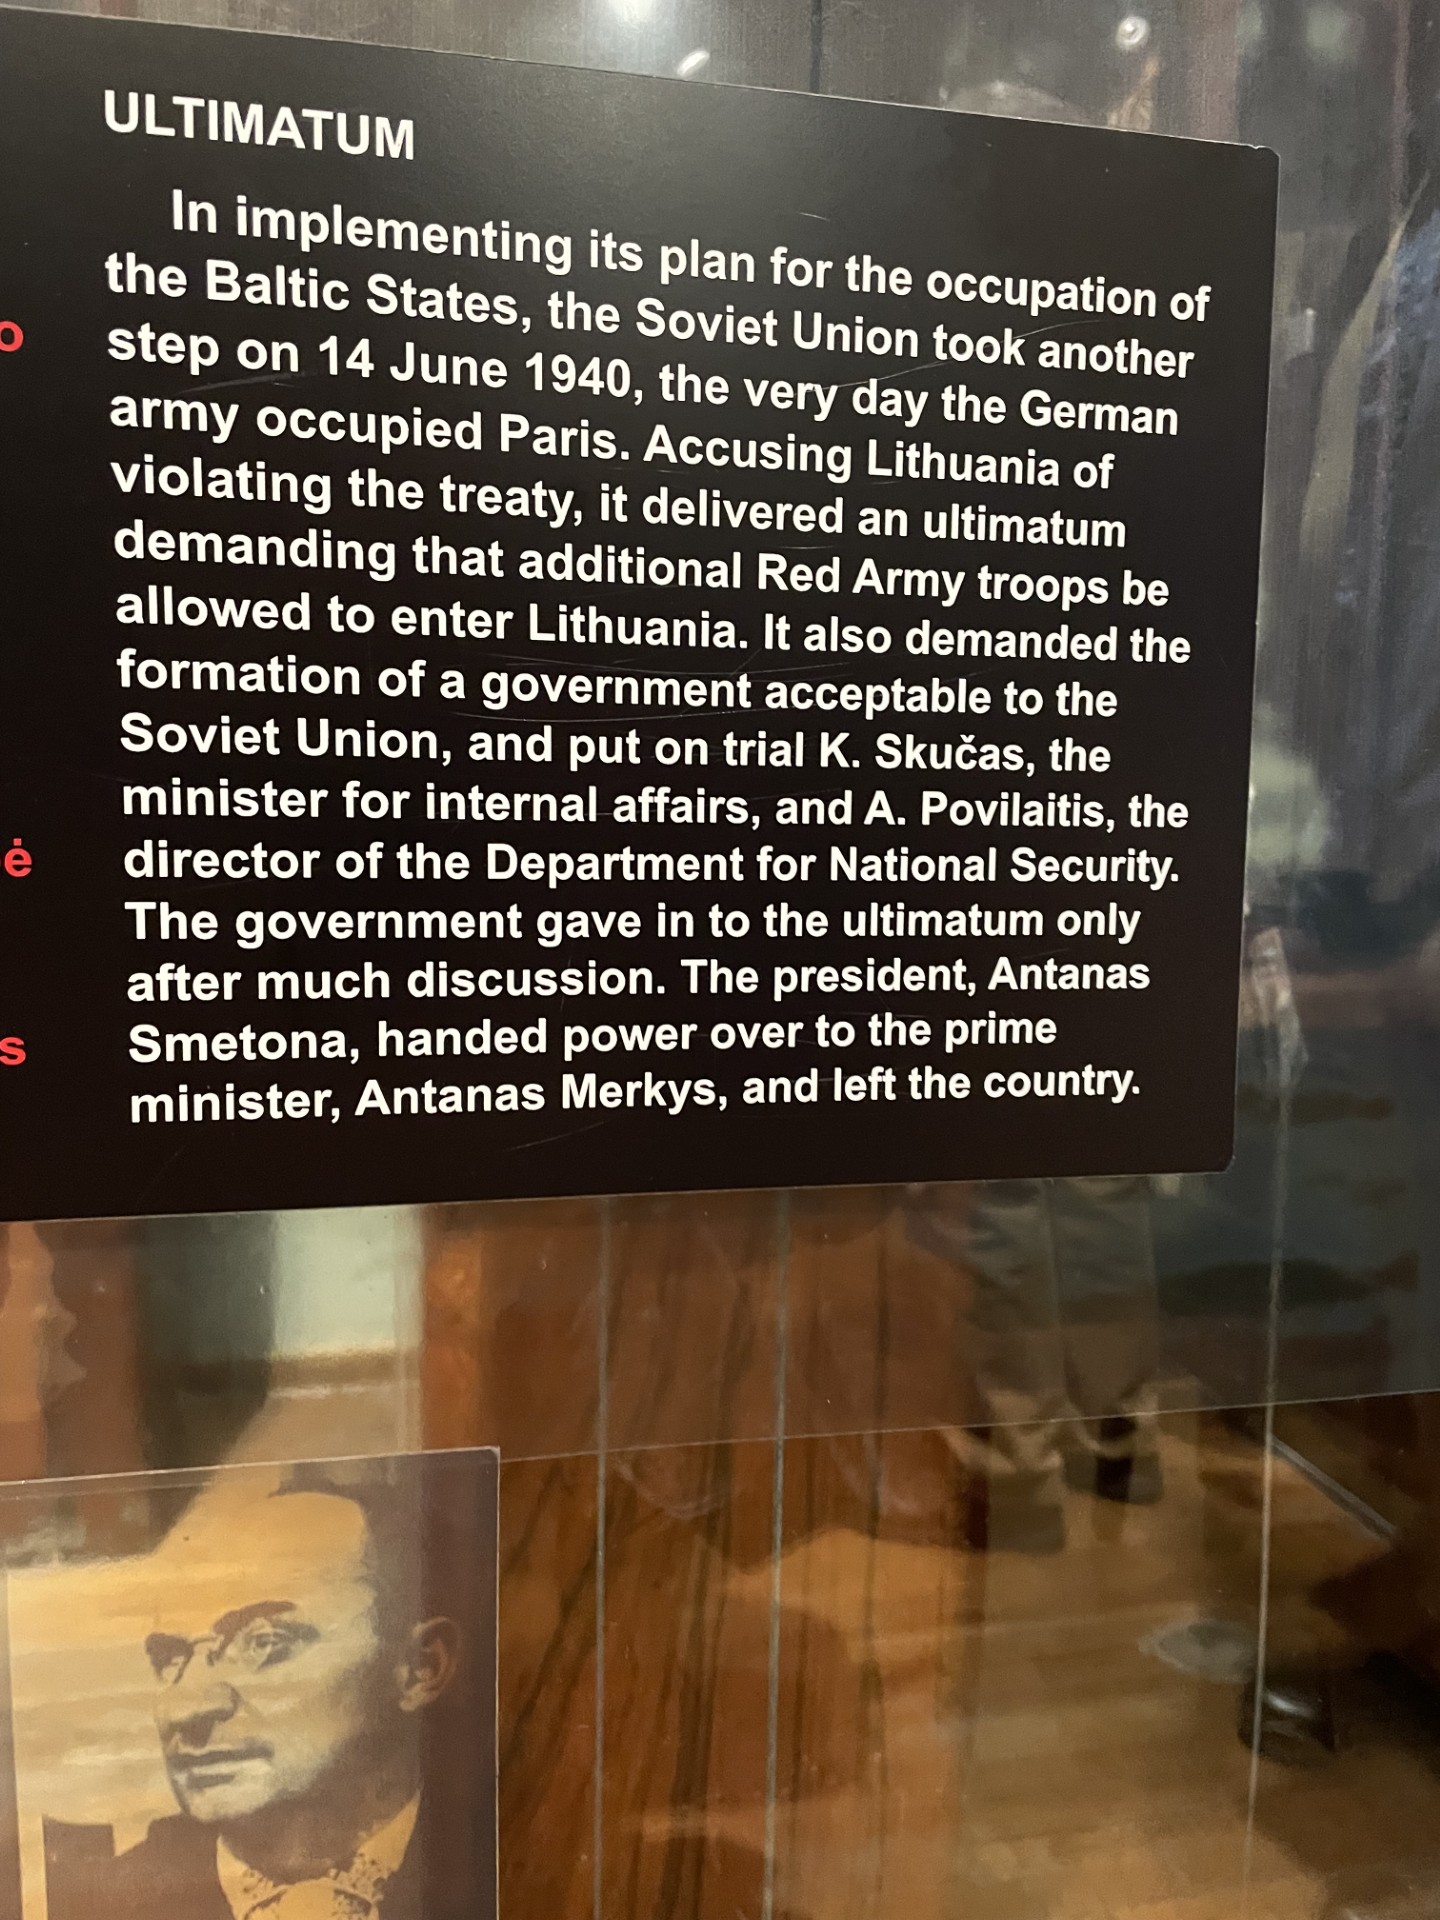 ULTIMATUM
In implementing its plan for the occupation of
the Baltic States, the Soviet Union took another
step on 14 June 1940, the very day the German
army occupied Paris. Accusing Lithuania of
violating the treaty, it delivered an ultimatum
demanding that additional Red Army troops be
allowed to enter Lithuania. It also demanded the
formation of a government acceptable to the
Soviet Union, and put on trial K. Skučas, the
minister for internal affairs, and A. Povilaitis, the
director of the Department for National Security.
The government gave in to the ultimatum only
after much discussion. The president, Antanas
Smetona, handed power over to the prime
minister, Antanas Merkys, and left the country.
o
ė
s